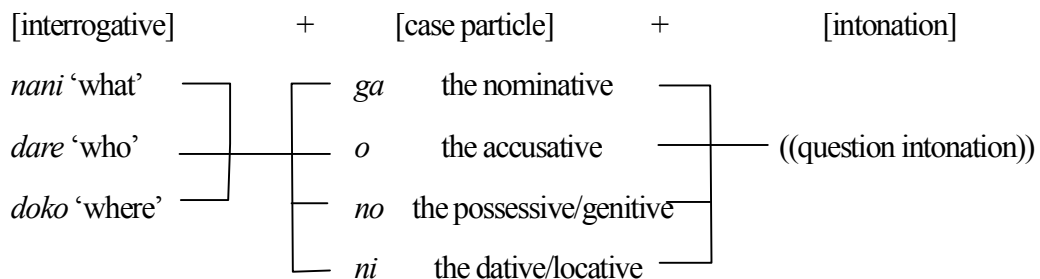 [interrogative] + [case particle] + [intonation]
nani ‘what’ ga the nominative
dare ‘who’ o the accusative ((question intonation))
doko ‘where’ no the possessive/genitive
ni the dative/locative